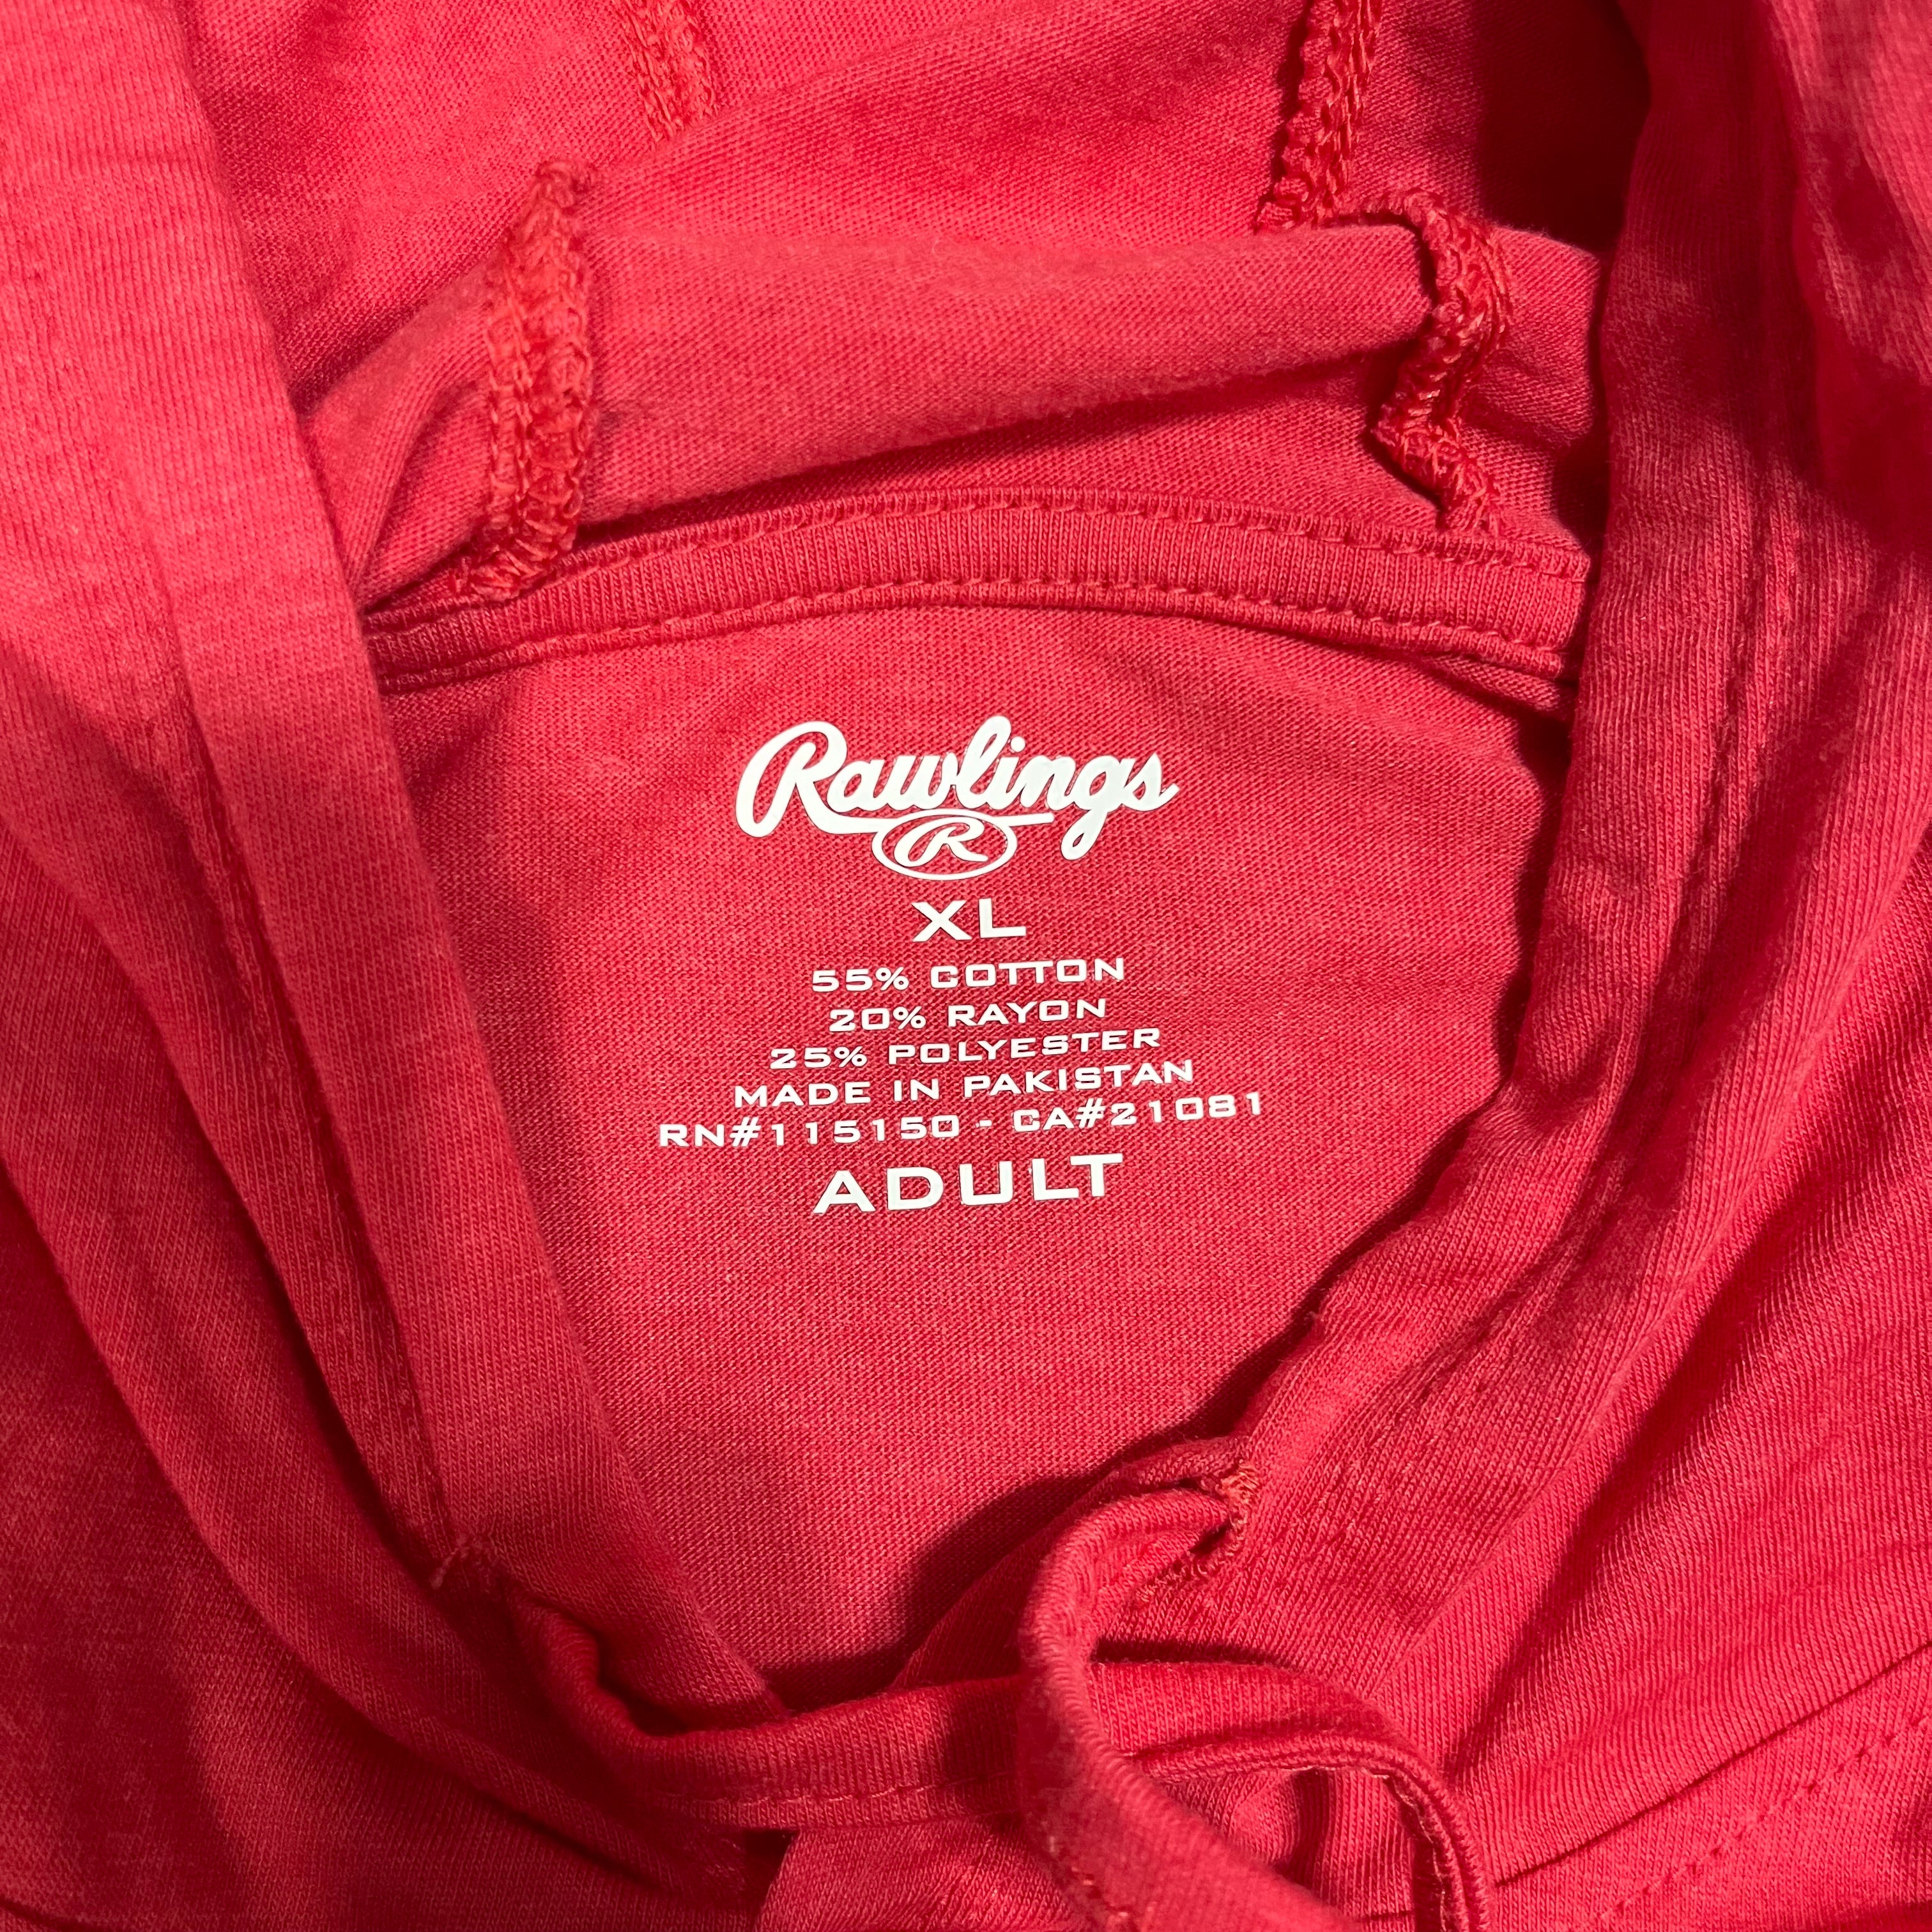 Rawlings
R
XL
55% COTTON
20% RAYON
25% POLYESTER
MADE IN PAKISTAN
RN#115150 - CA#21081
ADULT